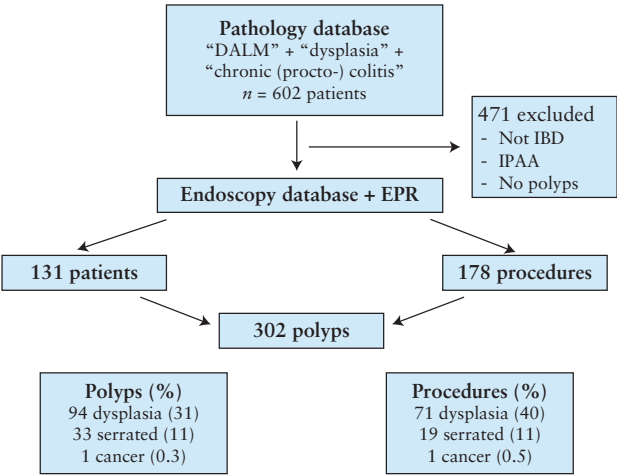 Pathology database
“DALM” + “dysplasia” +
“chronic (procto-) colitis”
n = 602 patients
471 excluded
- Not IBD
- IPAA
- No polyps
Endoscopy database + EPR
131 patients
178 procedures
302 polyps
Polyps (%)
94 dysplasia (31)
33 serrated (11)
1 cancer (0.3)
Procedures (%)
71 dysplasia (40)
19 serrated (11)
1 cancer (0.5)